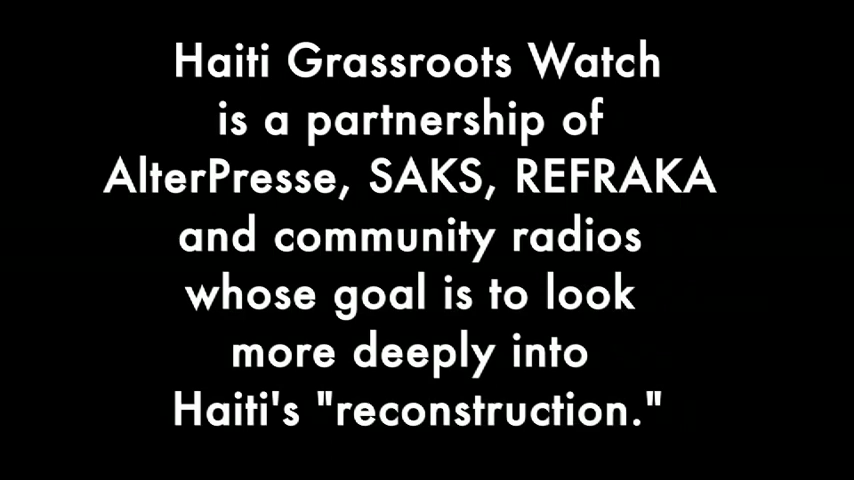 Haiti Grassroots Watch
is a partnership of
AlterPresse, SAKS, REFRAKA
and community radios
whose goal is to look
more deeply into
Haiti's "reconstruction."